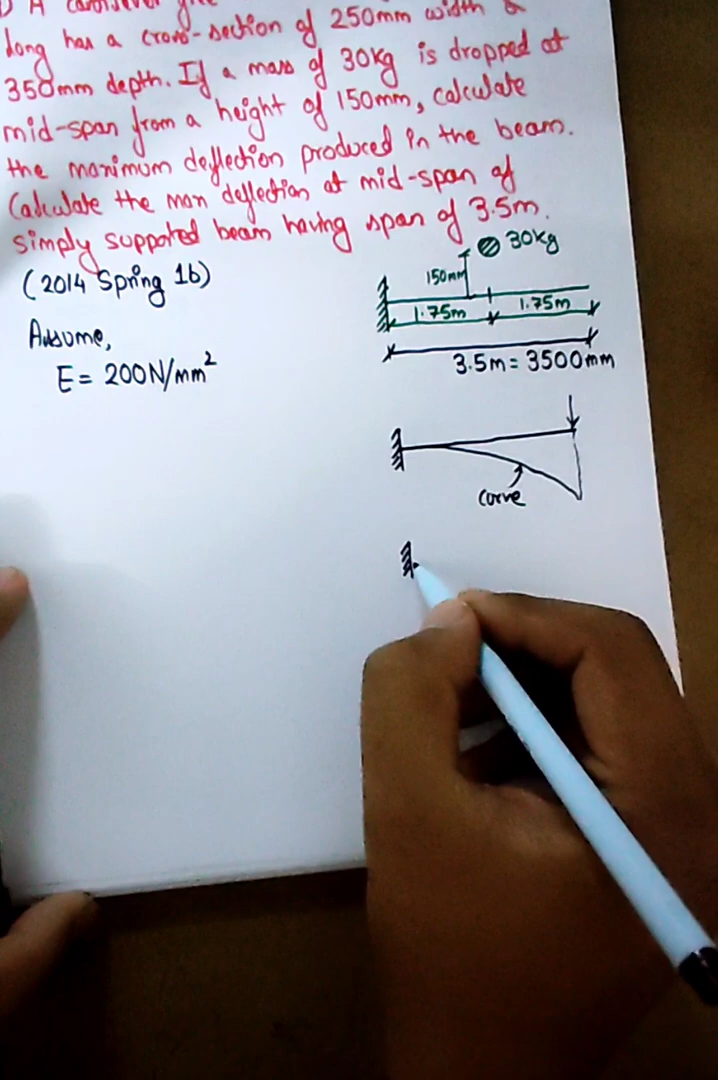 long has a cross-section of 250mm width &
350mm depth. If a mass of 30kg is dropped at
mid-span from a height of 150mm, calculate
the maximum deflection produced in the beam.
Calculate the max deflection at mid-span of
simply supported beam having span of 3.5m.
(2014 Spring 1b)
30kg
150mm
1.75m 1.75m
3.5m = 3500mm
Assume,
E = 200N/mm²
curve